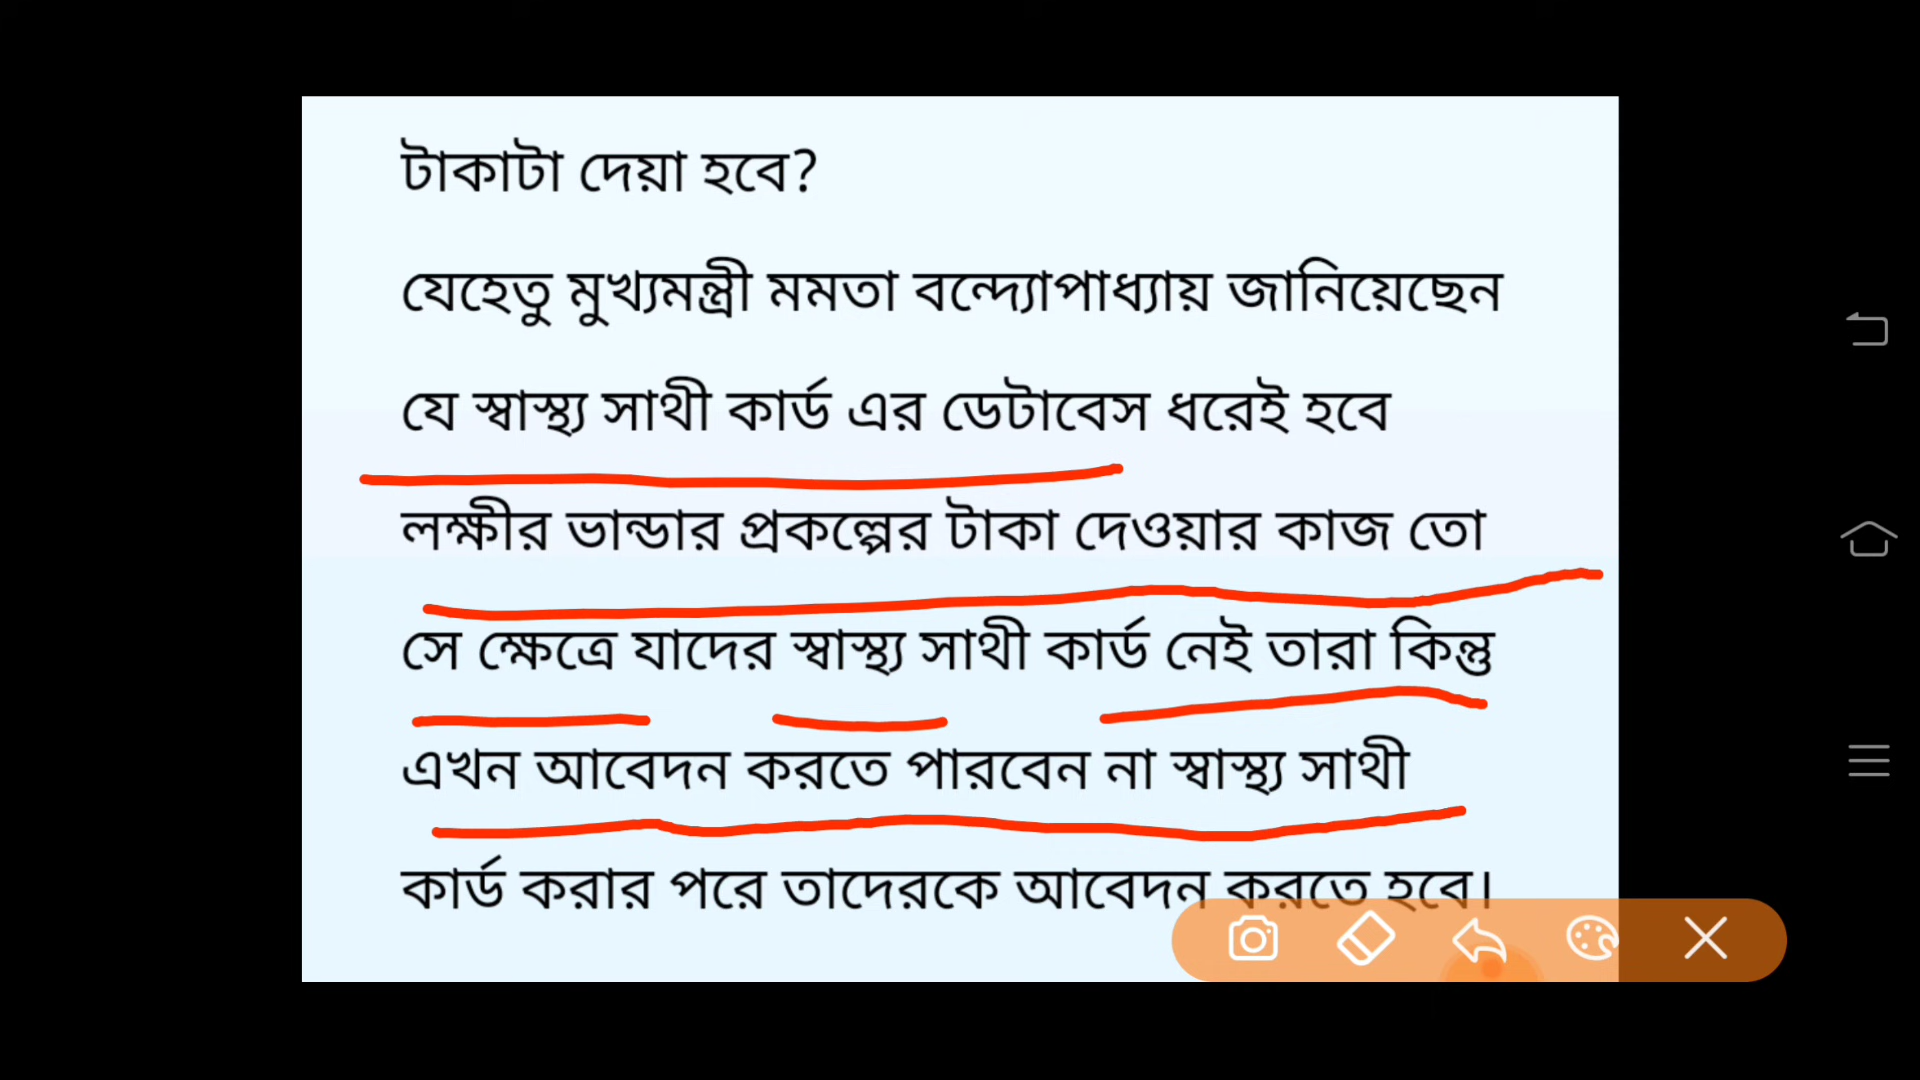 টাকাটা দেয়া হবে?
যেহেতু মুখ্যমন্ত্রী মমতা বন্দ্যোপাধ্যায় জানিয়েছেন
যে স্বাস্থ্য সাথী কার্ড এর ডেটাবেস ধরেই হবে
লক্ষীর ভান্ডার প্রকল্পের টাকা দেওয়ার কাজ তো
সে ক্ষেত্রে যাদের স্বাস্থ্য সাথী কার্ড নেই তারা কিন্তু
এখন আবেদন করতে পারবেন না স্বাস্থ্য সাথী
কার্ড করার পরে তাদেরকে আবেদন করতে হবে।